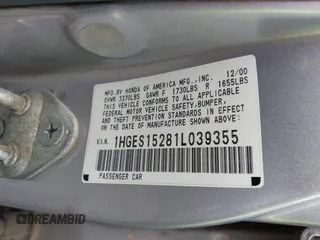 MFD BY HONDA OF AMERICA MFG.,INC. 12/00
GVWR 3370LBS GAWR F 1730LBS R 1655LBS
THIS VEHICLE CONFORMS TO ALL APPLICABLE
FEDERAL MOTOR VEHICLE SAFETY,BUMPER,
AND THEFT PREVENTION STANDARDS IN EFFECT
ON THE DATE OF MANUFACTURE SHOWN ABOVE.
V.I.N. 1HGES15281L039355
PASSENGER CAR
DREAMBID